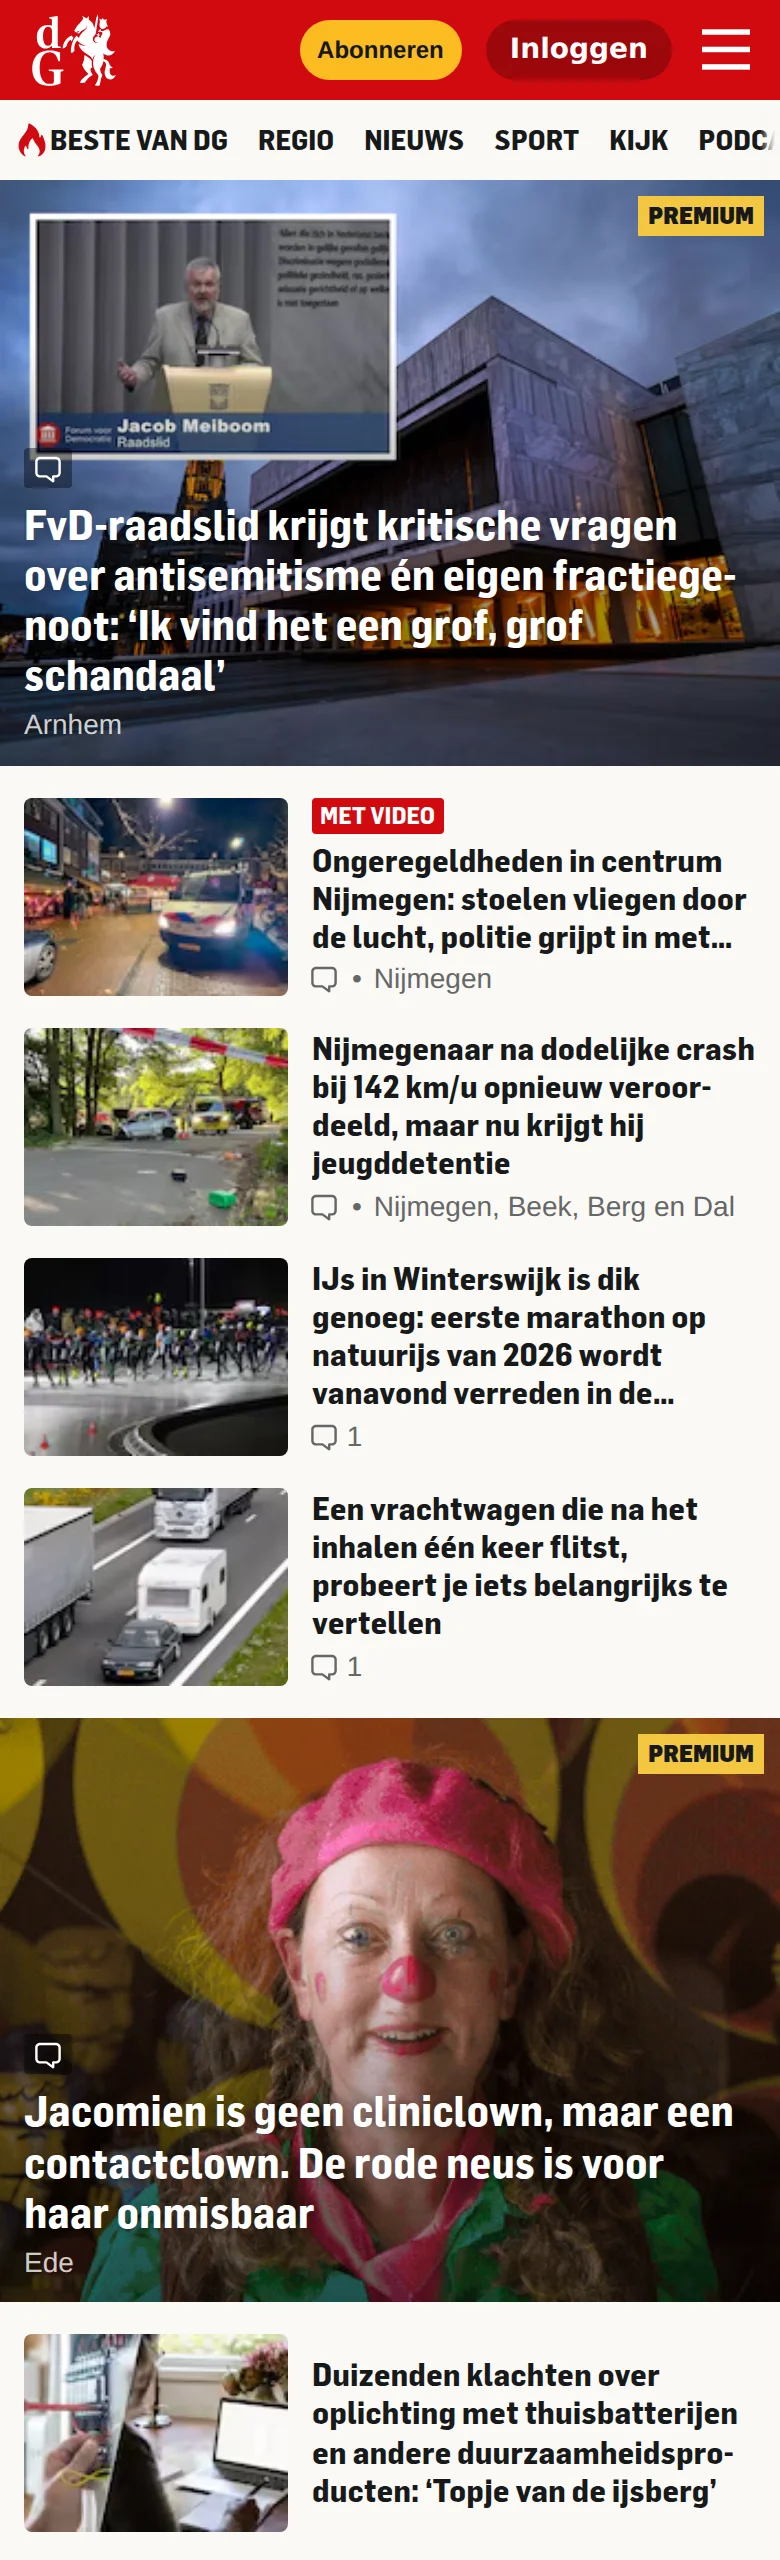 dG
Abonneren
Inloggen
BESTE VAN DG REGIO NIEUWS SPORT KIJK PODCA
PREMIUM
Forum voor Democratie
Jacob Meiboom
Raadslid
FvD-raadslid krijgt kritische vragen
over antisemitisme én eigen fractiege-
noot: ‘Ik vind het een grof, grof
schandaal’
Arnhem
MET VIDEO
Ongeregeldheden in centrum
Nijmegen: stoelen vliegen door
de lucht, politie grijpt in met...
• Nijmegen
Nijmegenaar na dodelijke crash
bij 142 km/u opnieuw veroor-
deeld, maar nu krijgt hij
jeugddetentie
• Nijmegen, Beek, Berg en Dal
IJs in Winterswijk is dik
genoeg: eerste marathon op
natuurijs van 2026 wordt
vanavond verreden in de...
1
Een vrachtwagen die na het
inhalen één keer flitst,
probeert je iets belangrijks te
vertellen
1
PREMIUM
Jacomien is geen cliniclown, maar een
contactclown. De rode neus is voor
haar onmisbaar
Ede
Duizenden klachten over
oplichting met thuisbatterijen
en andere duurzaamheidspro-
ducten: ‘Topje van de ijsberg’